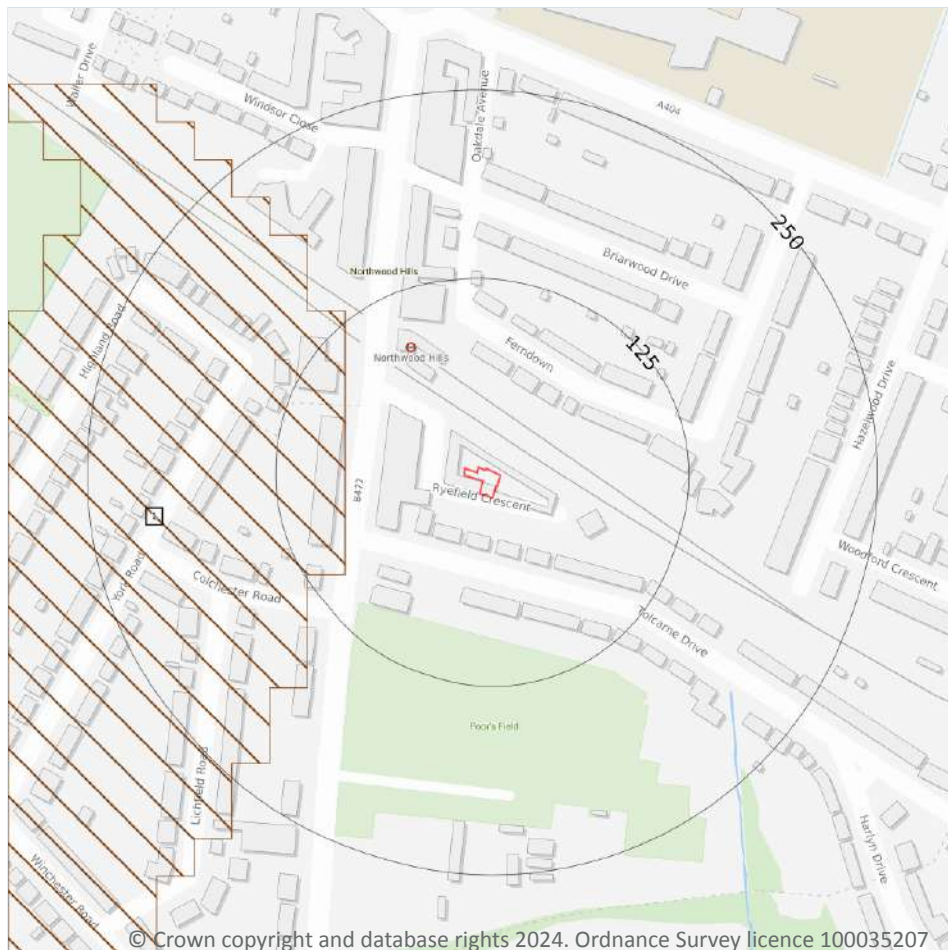 Waller Drive
Windsor Close
Oakdale Avenue
A404
250
Briarwood Drive
Northwood Hills
125
Highland Road
Northwood Hills
Ferndown
Hazelwood Drive
B472
Ryefield Crescent
1
York Road
Colchester Road
Woodford Crescent
Tolcarne Drive
Poor's Field
Lichfield Road
Harlyn Drive
Winchester Road
© Crown copyright and database rights 2024. Ordnance Survey licence 100035207